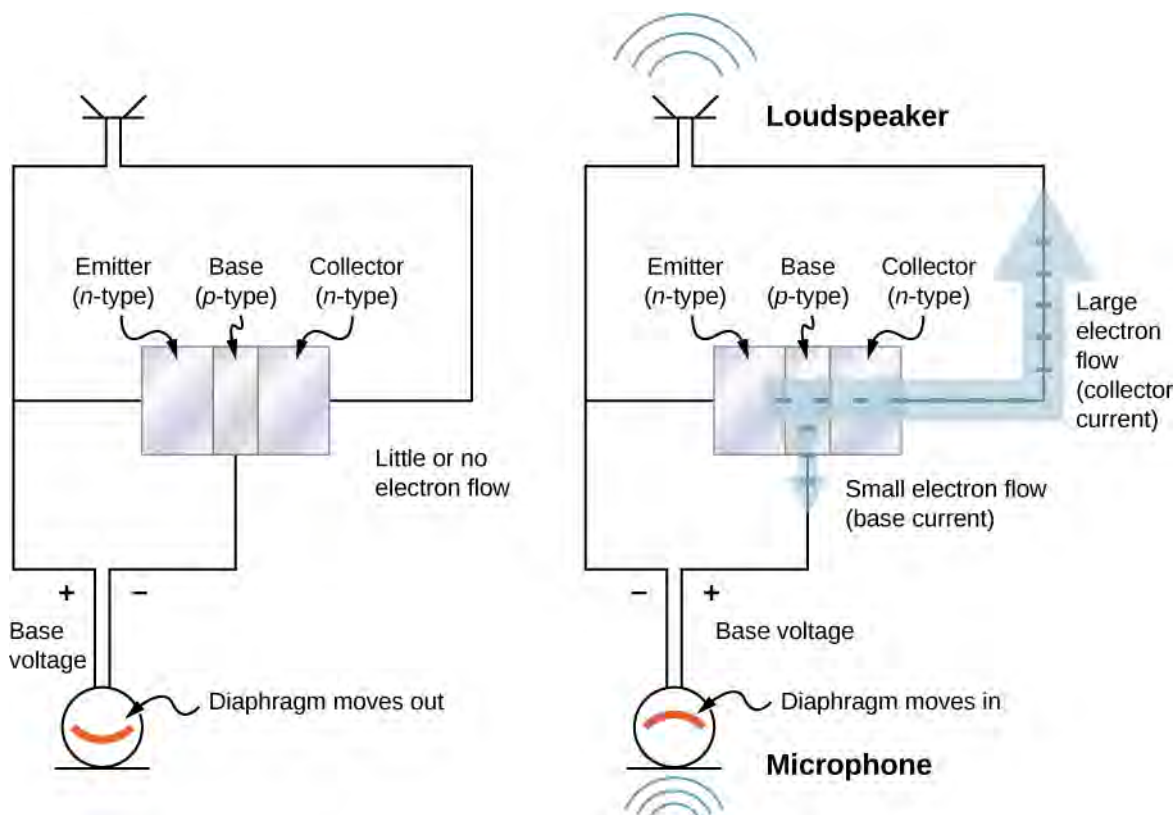 Loudspeaker
Emitter
(n-type)
Base
(p-type)
Collector
(n-type)
Little or no
electron flow
+ −
Base
voltage
Diaphragm moves out
Emitter
(n-type)
Base
(p-type)
Collector
(n-type)
Large
electron
flow
(collector
current)
Small electron flow
(base current)
− +
Base voltage
Diaphragm moves in
Microphone